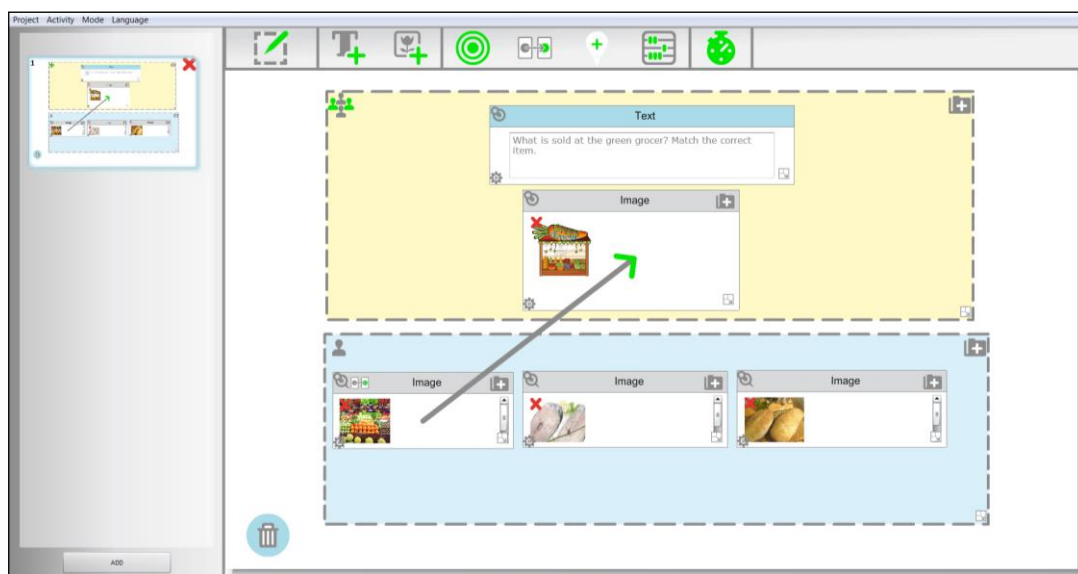 Project Activity Mode Language
1
Text
What is sold at the green grocer? Match the correct
item.
Image
Image
Image
Image
ADD